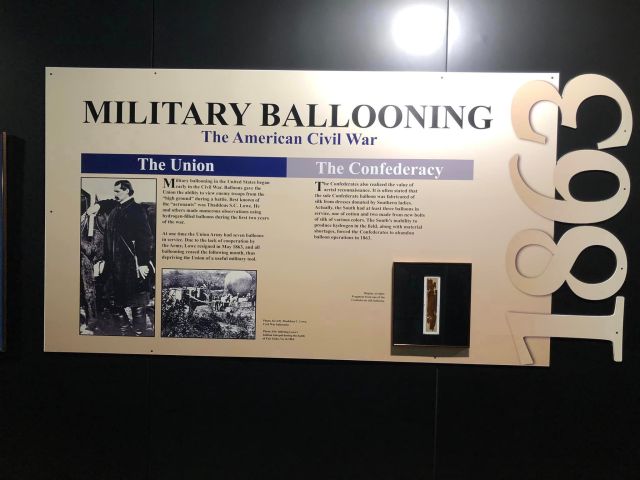 MILITARY BALLOONING
The American Civil War
The Union
Military ballooning in the United States began
early in the Civil War. Balloons gave the
Union the ability to view enemy troops from the
"high ground" during a battle. Best known of
the "aeronauts" was Thaddeus S.C. Lowe. He
and others made numerous observations using
hydrogen-filled balloons during the first two years
of the war.
At one time the Union Army had seven balloons
in service. Due to the lack of cooperation by
the Army, Lowe resigned in May 1863, and all
ballooning ceased the following month, thus
depriving the Union of a useful military tool.
The Confederacy
The Confederates also realized the value of
aerial reconnaissance. It is often stated that
the sole Confederate balloon was fabricated of
silk from dresses donated by Southern ladies.
Actually, the South had at least three balloons in
service, one of cotton and two made from new bolts
of silk of various colors. The South's inability to
produce hydrogen in the field, along with material
shortages, forced the Confederates to abandon
balloon operations in 1863.
1863